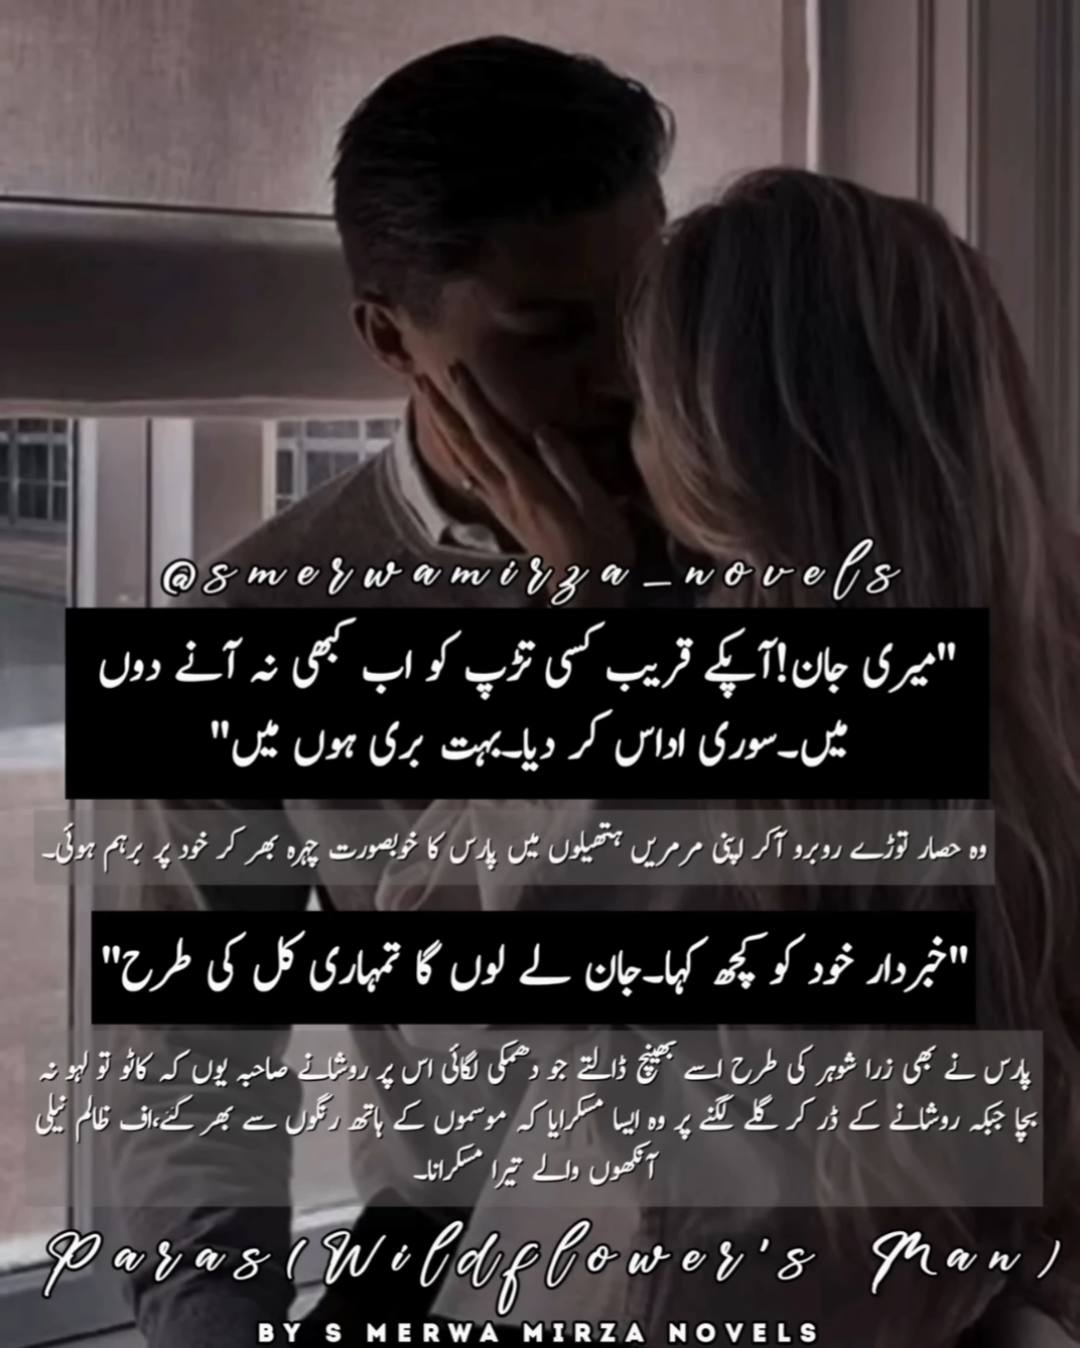 @smerwamirza_novels
"میری جان!آپکے قریب کسی تڑپ کو اب کبھی نہ آنے دوں
میں۔سوری اداس کر دیا۔بہت بری ہوں میں"
وہ حصار توڑے روبرو آکر اپنی مرمریں ہتھیلوں میں پارس کا خوبصورت چہرہ بھر کر خود پر برہم ہوئی۔
"خبردار خود کو کچھ کہا۔جان لے لوں گا تمہاری کل کی طرح"
پارس نے بھی زرا شوہر کی طرح اسے بھینچ ڈالتے جو دھمکی لگائی اس پر روشانے صاحبہ یوں کہ کاٹو تو لہو نہ
بچا جبکہ روشانے کے ڈر کر گلے لگنے پر وہ ایسا مسکرایا کہ موسموں کے ہاتھ رنگوں سے بھر گئے،اف ظالم نیلی
آنکھوں والے تیرا مسکرانا۔
Paras(Wildflower's Man)
BY S MERWA MIRZA NOVELS